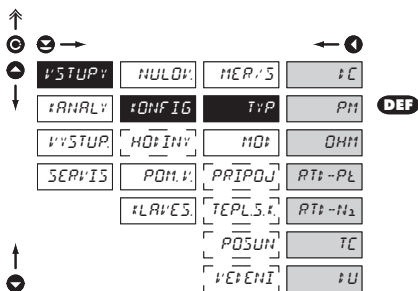 VSTUPY NULOV. MER/S DC
KANALY KONFIG TYP PM DEF
VYSTUP. HODINY MOD OHM
SERVIS POM. V. PRIPOJ RTD-Pt
KLAVES. TEPL.S.K. RTD-Ni
POSUN TC
VEDENI DU